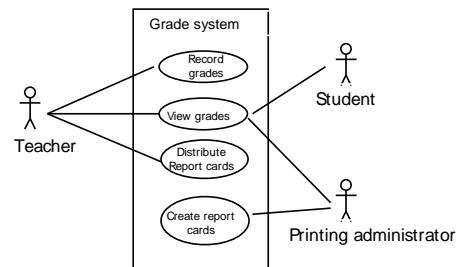 Grade system
Record
grades
View grades
Distribute
Report cards
Create report
cards
Teacher
Student
Printing administrator